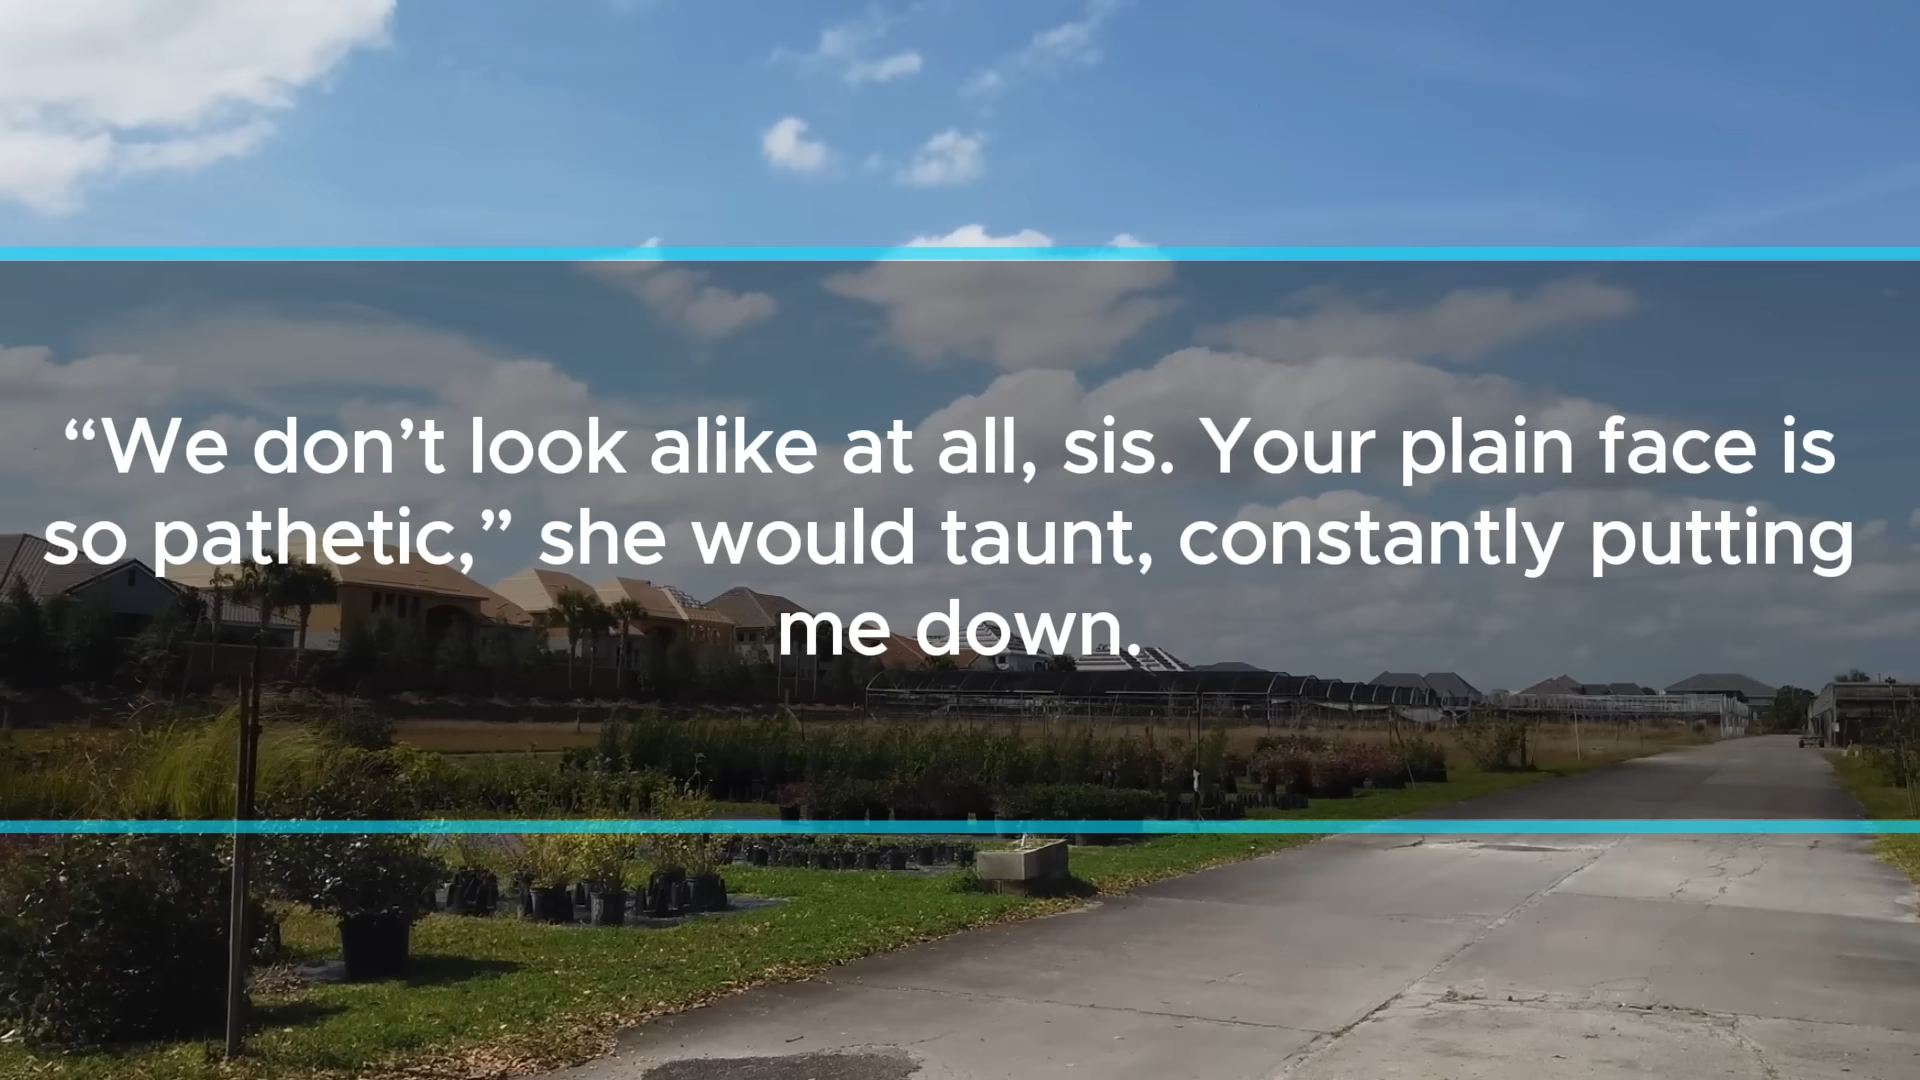 “We don’t look alike at all, sis. Your plain face is
so pathetic,” she would taunt, constantly putting
me down.